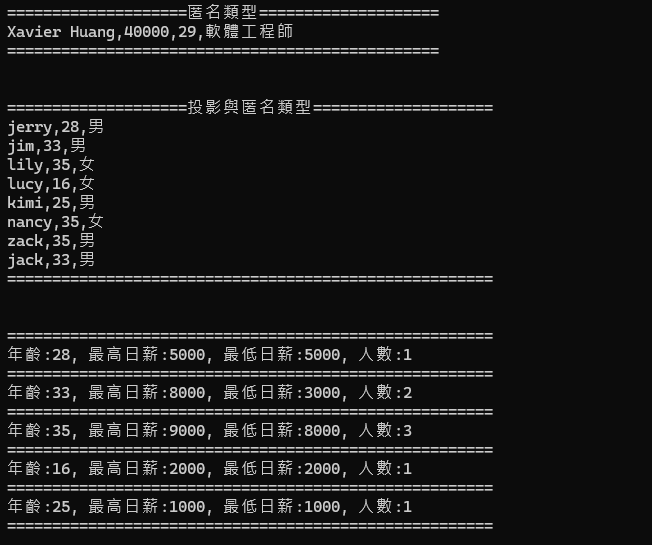 ====================匿名類型====================
Xavier Huang,40000,29,軟體工程師
================================================
====================投影與匿名類型====================
jerry,28,男
jim,33,男
lily,35,女
lucy,16,女
kimi,25,男
nancy,35,女
zack,35,男
jack,33,男
======================================================
======================================================
年齡:28, 最高日薪:5000, 最低日薪:5000, 人數:1
======================================================
年齡:33, 最高日薪:8000, 最低日薪:3000, 人數:2
======================================================
年齡:35, 最高日薪:9000, 最低日薪:8000, 人數:3
======================================================
年齡:16, 最高日薪:2000, 最低日薪:2000, 人數:1
======================================================
年齡:25, 最高日薪:1000, 最低日薪:1000, 人數:1
======================================================